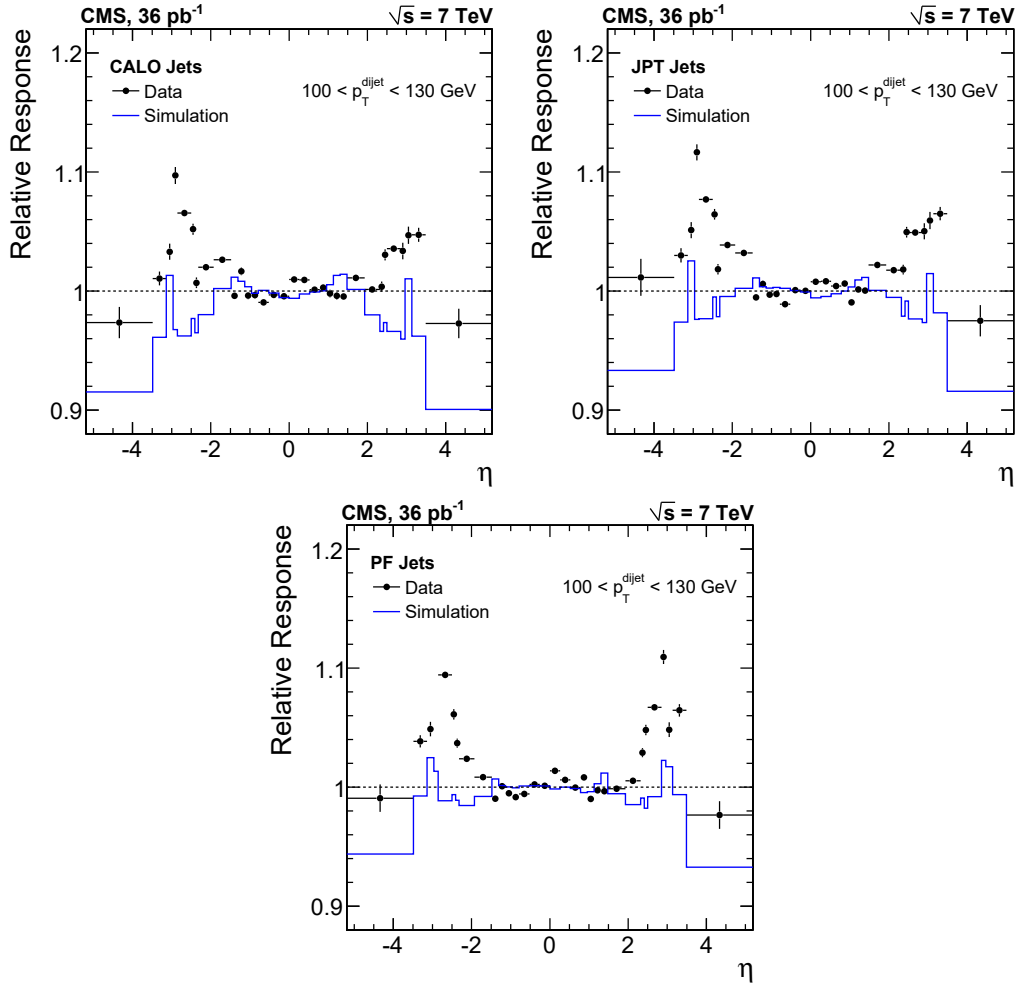 CMS, 36 pb⁻¹ √s = 7 TeV
Relative Response
1.2
1.1
1
0.9
CALO Jets
Data
Simulation
100 < p_T^dijet < 130 GeV
-4 -2 0 2 4
η
CMS, 36 pb⁻¹ √s = 7 TeV
Relative Response
1.2
1.1
1
0.9
JPT Jets
Data
Simulation
100 < p_T^dijet < 130 GeV
-4 -2 0 2 4
η
CMS, 36 pb⁻¹ √s = 7 TeV
Relative Response
1.2
1.1
1
0.9
PF Jets
Data
Simulation
100 < p_T^dijet < 130 GeV
-4 -2 0 2 4
η